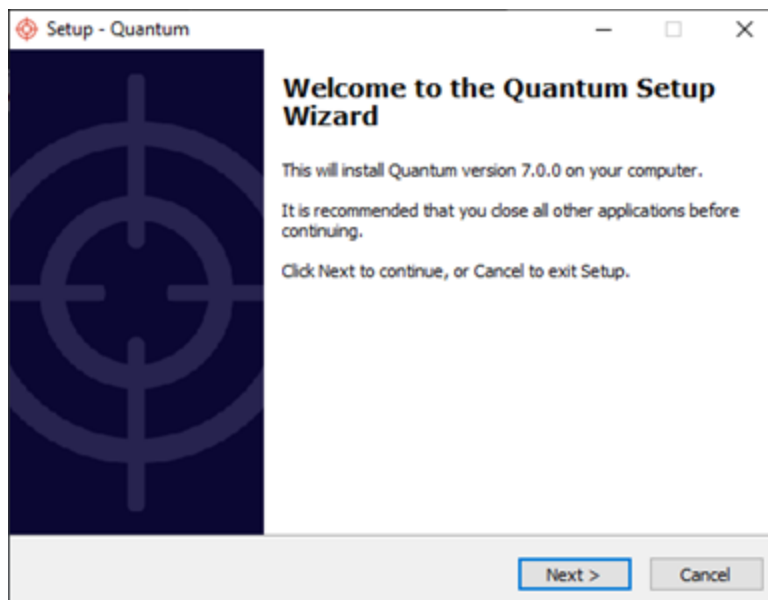 Setup - Quantum
Welcome to the Quantum Setup
Wizard
This will install Quantum version 7.0.0 on your computer.
It is recommended that you close all other applications before
continuing.
Click Next to continue, or Cancel to exit Setup.
Next >
Cancel